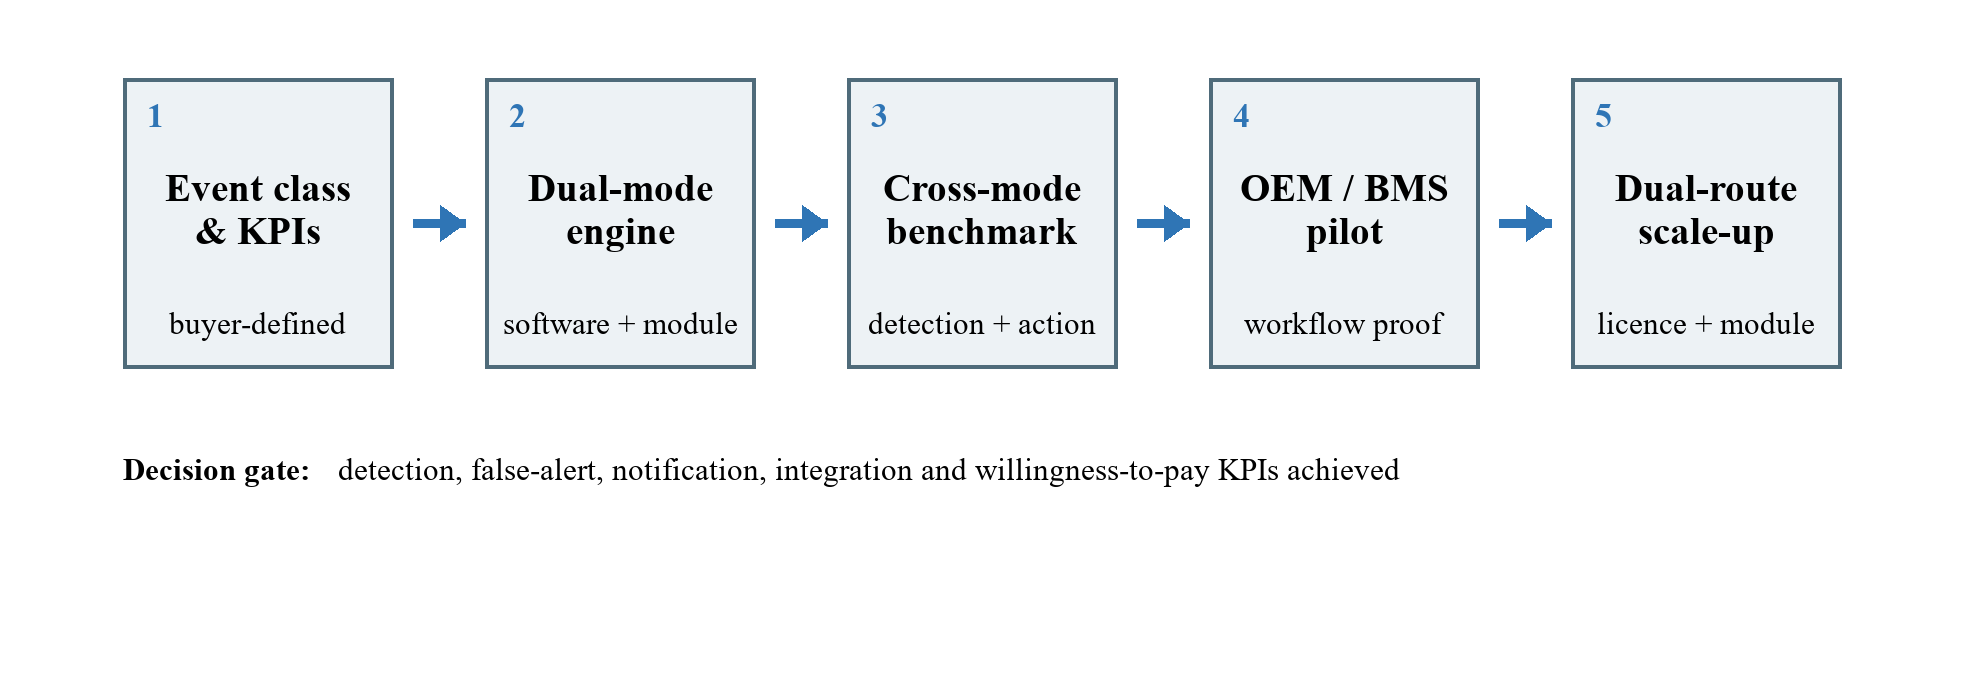 1
Event class
& KPIs
buyer-defined
2
Dual-mode
engine
software + module
3
Cross-mode
benchmark
detection + action
4
OEM / BMS
pilot
workflow proof
5
Dual-route
scale-up
licence + module
Decision gate: detection, false-alert, notification, integration and willingness-to-pay KPIs achieved